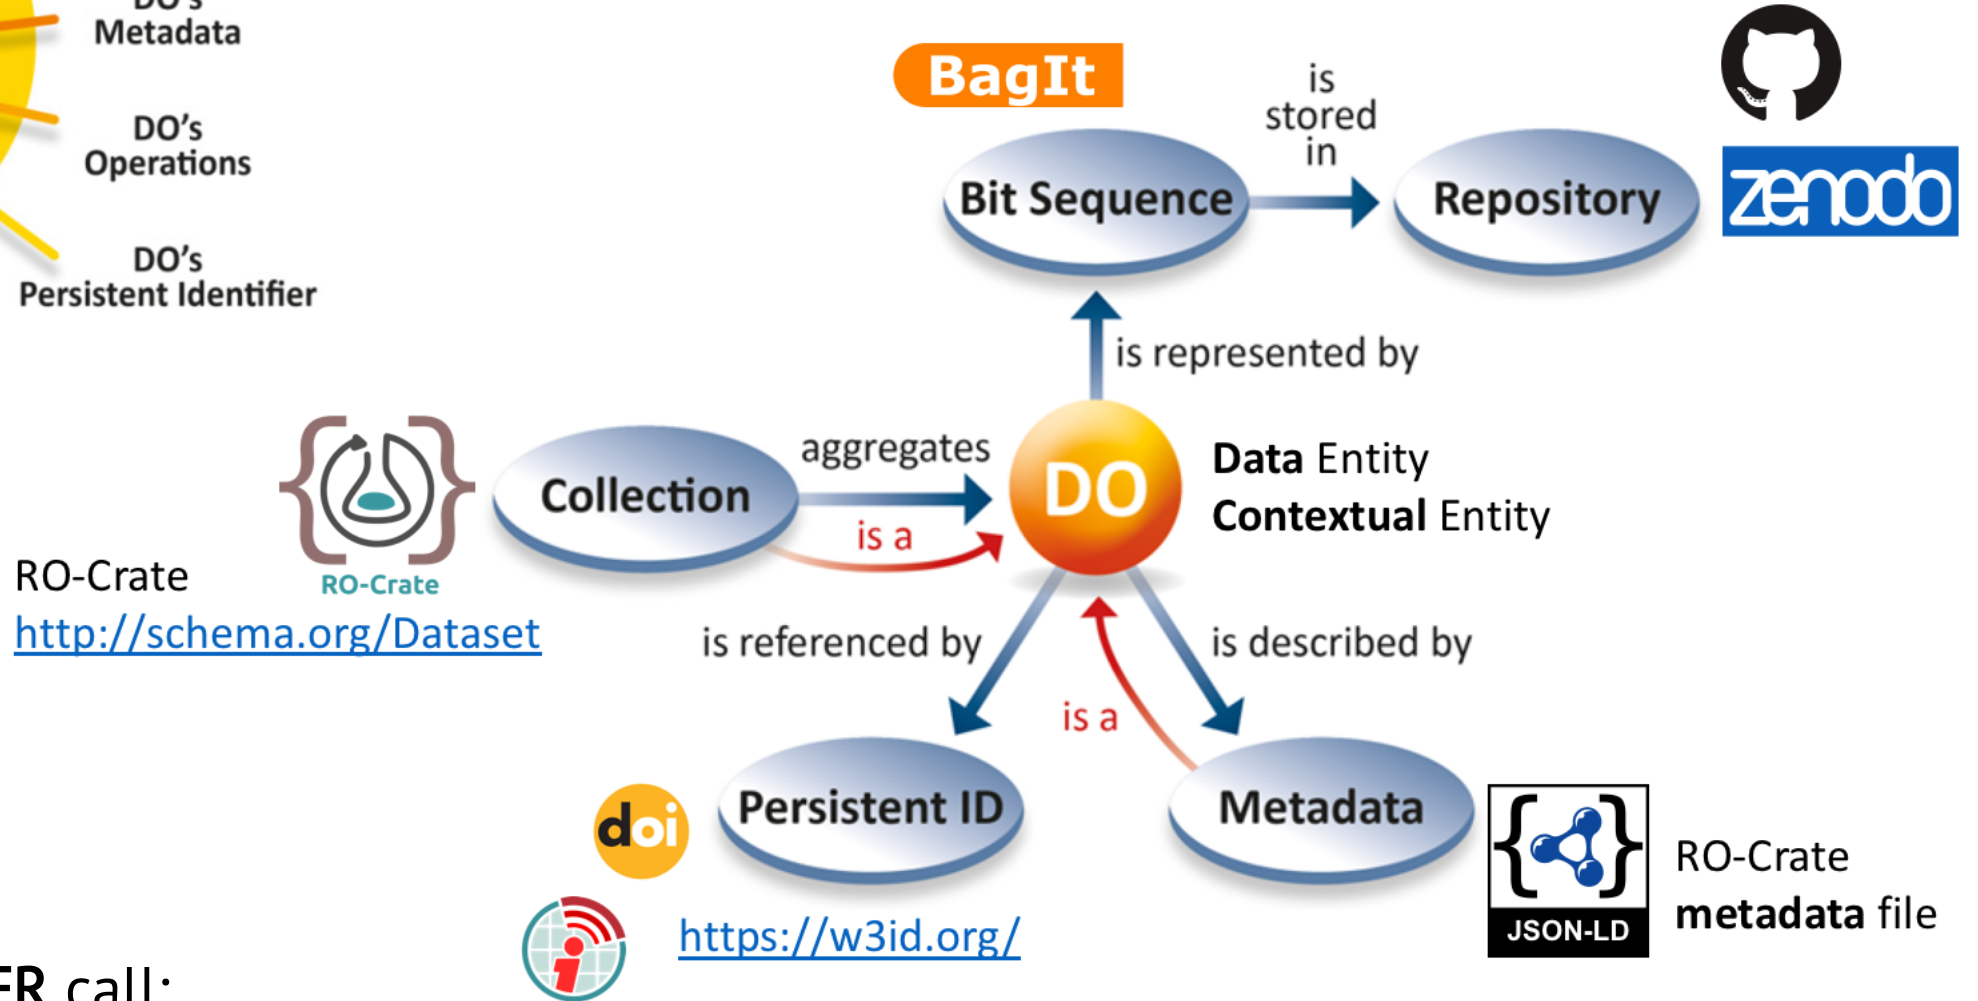 DO's
Metadata
DO's
Operations
DO's
Persistent Identifier
BagIt
is
stored
in
Bit Sequence
Repository
zenodo
is represented by
RO-Crate
Collection
aggregates
is a
DO
Data Entity
Contextual Entity
RO-Crate
http://schema.org/Dataset
is referenced by
is described by
is a
doi
Persistent ID
Metadata
https://w3id.org/
JSON-LD
RO-Crate
metadata file
call: